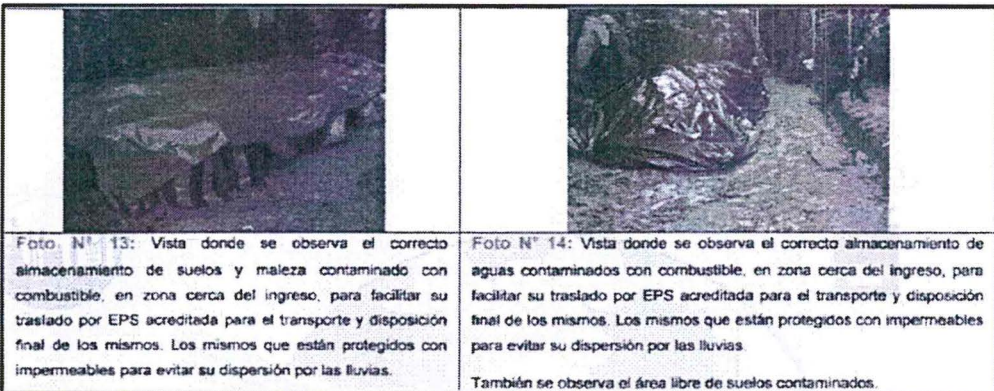 Foto N° 13: Vista donde se observa el correcto
almacenamiento de suelos y maleza contaminado con
combustible, en zona cerca del ingreso, para facilitar su
traslado por EPS acreditada para el transporte y disposición
final de los mismos. Los mismos que están protegidos con
impermeables para evitar su dispersión por las lluvias.
Foto N° 14: Vista donde se observa el correcto almacenamiento de
aguas contaminados con combustible, en zona cerca del ingreso, para
facilitar su traslado por EPS acreditada para el transporte y disposición
final de los mismos. Los mismos que están protegidos con impermeables
para evitar su dispersión por las lluvias.
También se observa el área libre de suelos contaminados.